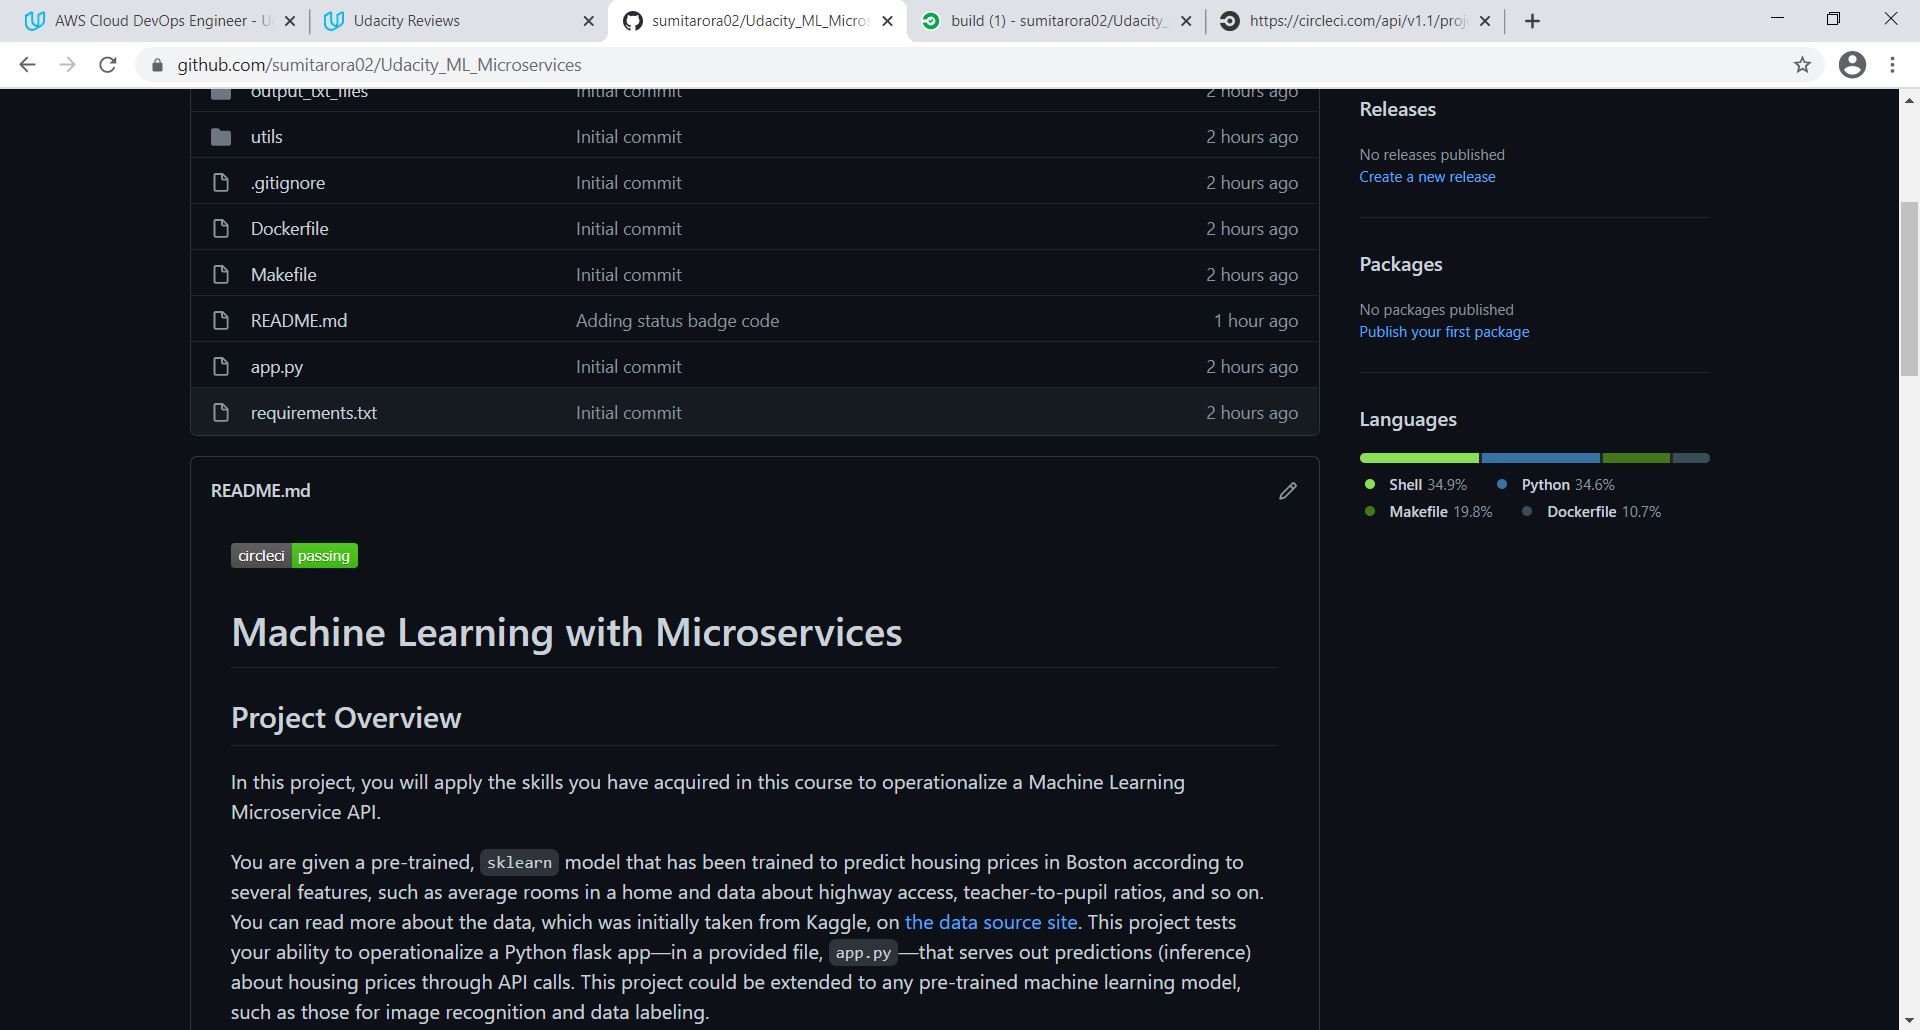 AWS Cloud DevOps Engineer - U
Udacity Reviews
sumitarora02/Udacity_ML_Micros
build (1) - sumitarora02/Udacity_
https://circleci.com/api/v1.1/proj
github.com/sumitarora02/Udacity_ML_Microservices
output_txt_files Initial commit 2 hours ago
utils Initial commit 2 hours ago
.gitignore Initial commit 2 hours ago
Dockerfile Initial commit 2 hours ago
Makefile Initial commit 2 hours ago
README.md Adding status badge code 1 hour ago
app.py Initial commit 2 hours ago
requirements.txt Initial commit 2 hours ago
README.md
circleci passing
Machine Learning with Microservices
Project Overview
In this project, you will apply the skills you have acquired in this course to operationalize a Machine Learning
Microservice API.
You are given a pre-trained, sklearn model that has been trained to predict housing prices in Boston according to
several features, such as average rooms in a home and data about highway access, teacher-to-pupil ratios, and so on.
You can read more about the data, which was initially taken from Kaggle, on the data source site. This project tests
your ability to operationalize a Python flask app—in a provided file, app.py—that serves out predictions (inference)
about housing prices through API calls. This project could be extended to any pre-trained machine learning model,
such as those for image recognition and data labeling.
Releases
No releases published
Create a new release
Packages
No packages published
Publish your first package
Languages
Shell 34.9% Python 34.6%
Makefile 19.8% Dockerfile 10.7%